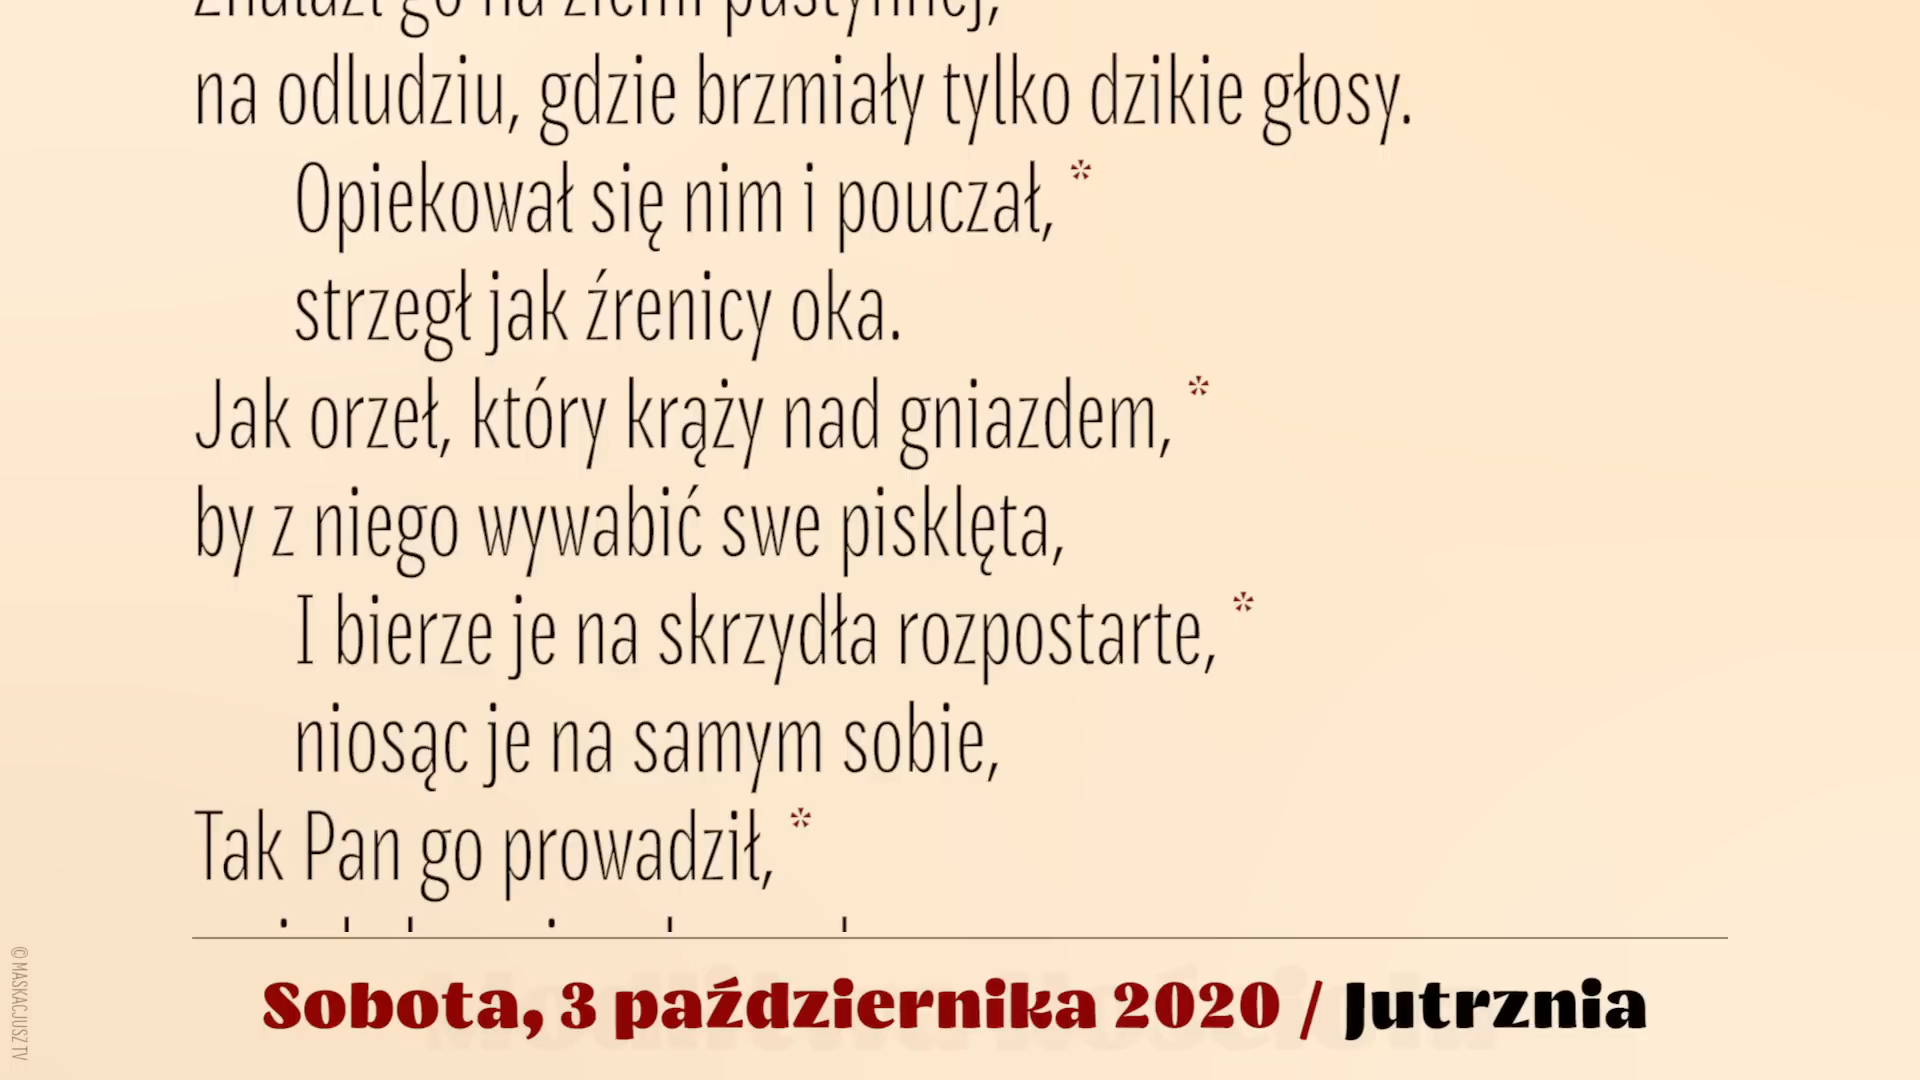 na odludziu, gdzie brzmiały tylko dzikie głosy.
Opiekował się nim i pouczał, *
strzegł jak źrenicy oka.
Jak orzeł, który krąży nad gniazdem, *
by z niego wywabić swe pisklęta,
I bierze je na skrzydła rozpostarte, *
niosąc je na samym sobie,
Tak Pan go prowadził, *
Sobota, 3 października 2020 / Jutrznia
© MASKACJUSZ TV